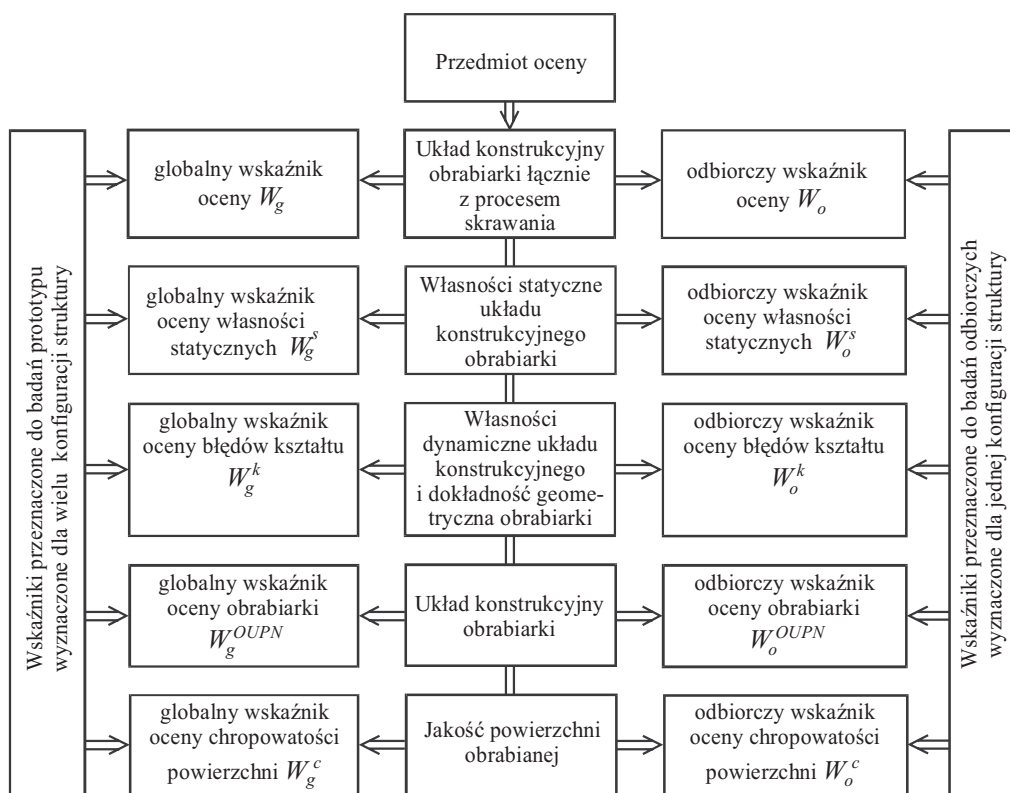 Przedmiot oceny
Wskaźniki przeznaczone do badań prototypu
wyznaczone dla wielu konfiguracji struktury
globalny wskaźnik
oceny W_g
Układ konstrukcyjny
obrabiarki łącznie
z procesem
skrawania
odbiorczy wskaźnik
oceny W_o
globalny wskaźnik
oceny własności
statycznych W_g^s
Własności statyczne
układu
konstrukcyjnego
obrabiarki
odbiorczy wskaźnik
oceny własności
statycznych W_o^s
globalny wskaźnik
oceny błędów kształtu
W_g^k
Własności
dynamiczne układu
konstrukcyjnego
i dokładność geome-
tryczna obrabiarki
odbiorczy wskaźnik
oceny błędów kształtu
W_o^k
globalny wskaźnik
oceny obrabiarki
W_g^{OUPN}
Układ konstrukcyjny
obrabiarki
odbiorczy wskaźnik
oceny obrabiarki
W_o^{OUPN}
globalny wskaźnik
oceny chropowatości
powierzchni W_g^c
Jakość powierzchni
obrabianej
odbiorczy wskaźnik
oceny chropowatości
powierzchni W_o^c
Wskaźniki przeznaczone do badań odbiorczych
wyznaczone dla jednej konfiguracji struktury